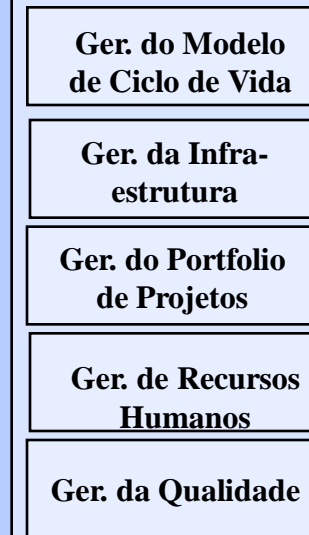 Ger. do Modelo
de Ciclo de Vida
Ger. da Infra-
estrutura
Ger. do Portfolio
de Projetos
Ger. de Recursos
Humanos
Ger. da Qualidade